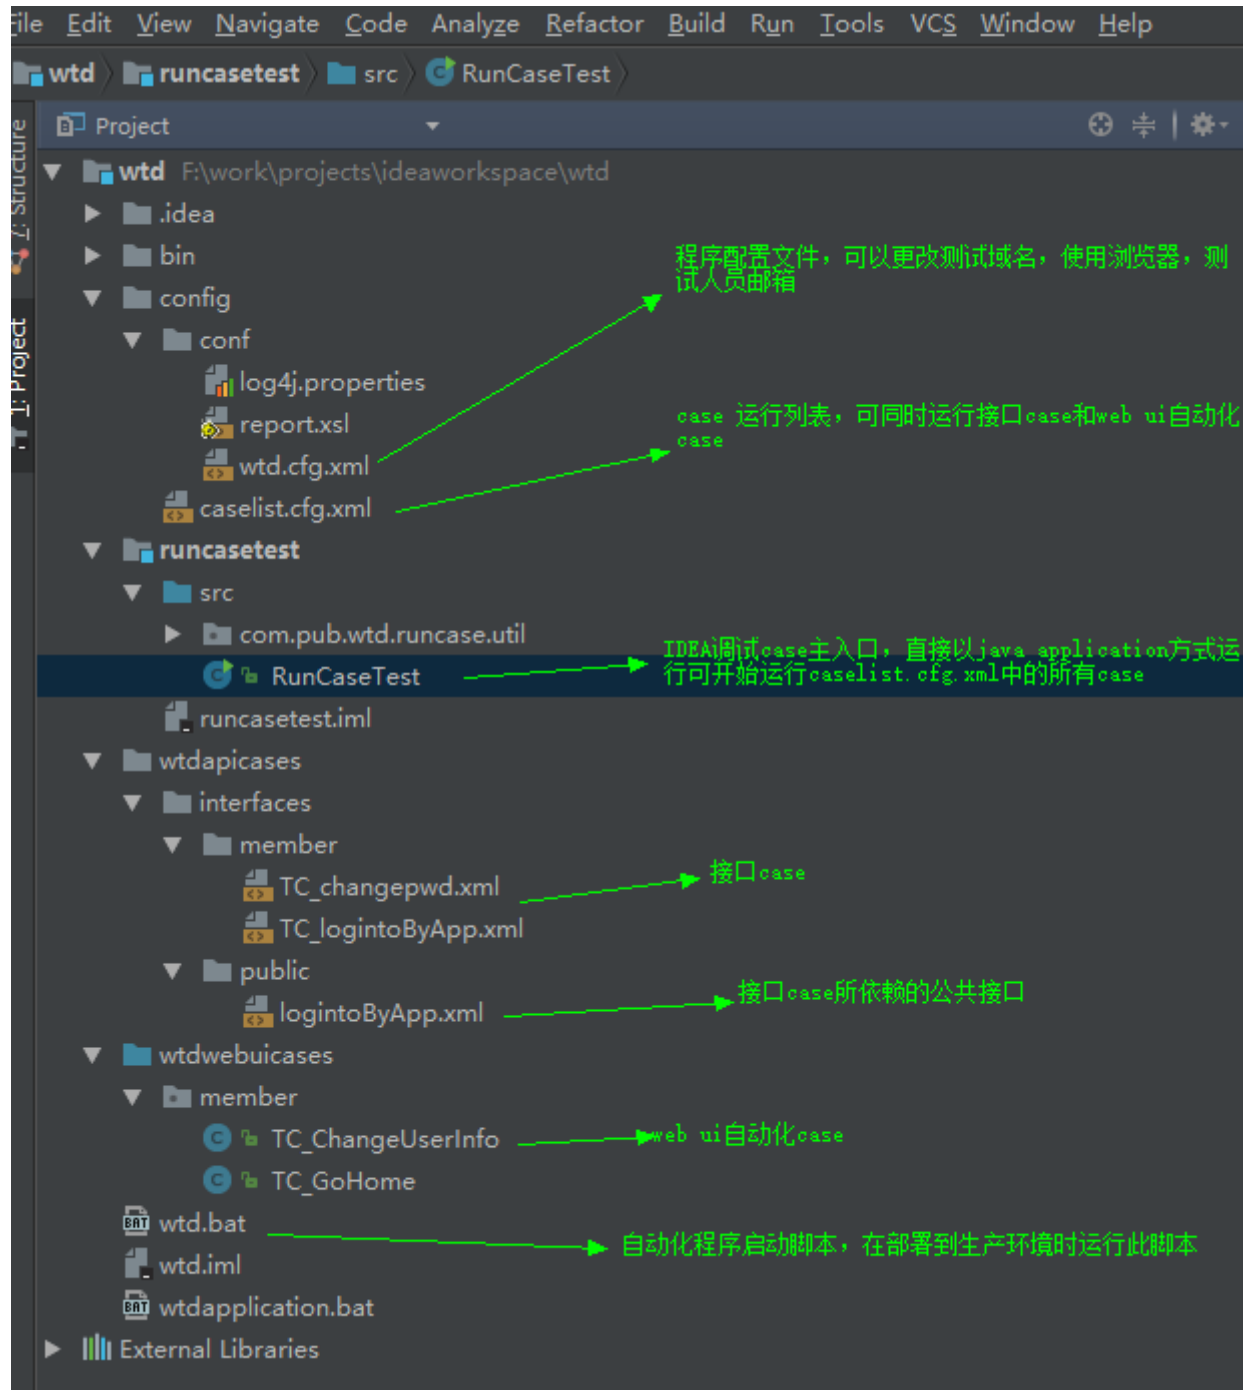 File Edit View Navigate Code Analyze Refactor Build Run Tools VCS Window Help
wtd runcasetest src RunCaseTest
Project
Z: Structure
1: Project
wtd F:\work\projects\ideaworkspace\wtd
.idea
bin
程序配置文件，可以更改测试域名，使用浏览器，测
试人员邮箱
config
conf
log4j.properties
case 运行列表，可同时运行接口case和web ui自动化
case
report.xsl
wtd.cfg.xml
caselist.cfg.xml
runcasetest
src
com.pub.wtd.runcase.util
IDEA调试case主入口，直接以java application方式运
行可开始运行caselist.cfg.xml中的所有case
RunCaseTest
runcasetest.iml
wtdapicases
interfaces
member
接口case
TC_changepwd.xml
TC_logintoByApp.xml
public
接口case所依赖的公共接口
logintoByApp.xml
wtdwebuicases
member
TC_ChangeUserInfo
web ui自动化case
TC_GoHome
wtd.bat
自动化程序启动脚本，在部署到生产环境时运行此脚本
wtd.iml
wtdapplication.bat
External Libraries